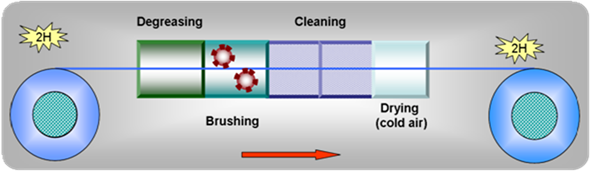 Degreasing
Cleaning
2H
2H
Brushing
Drying
(cold air)